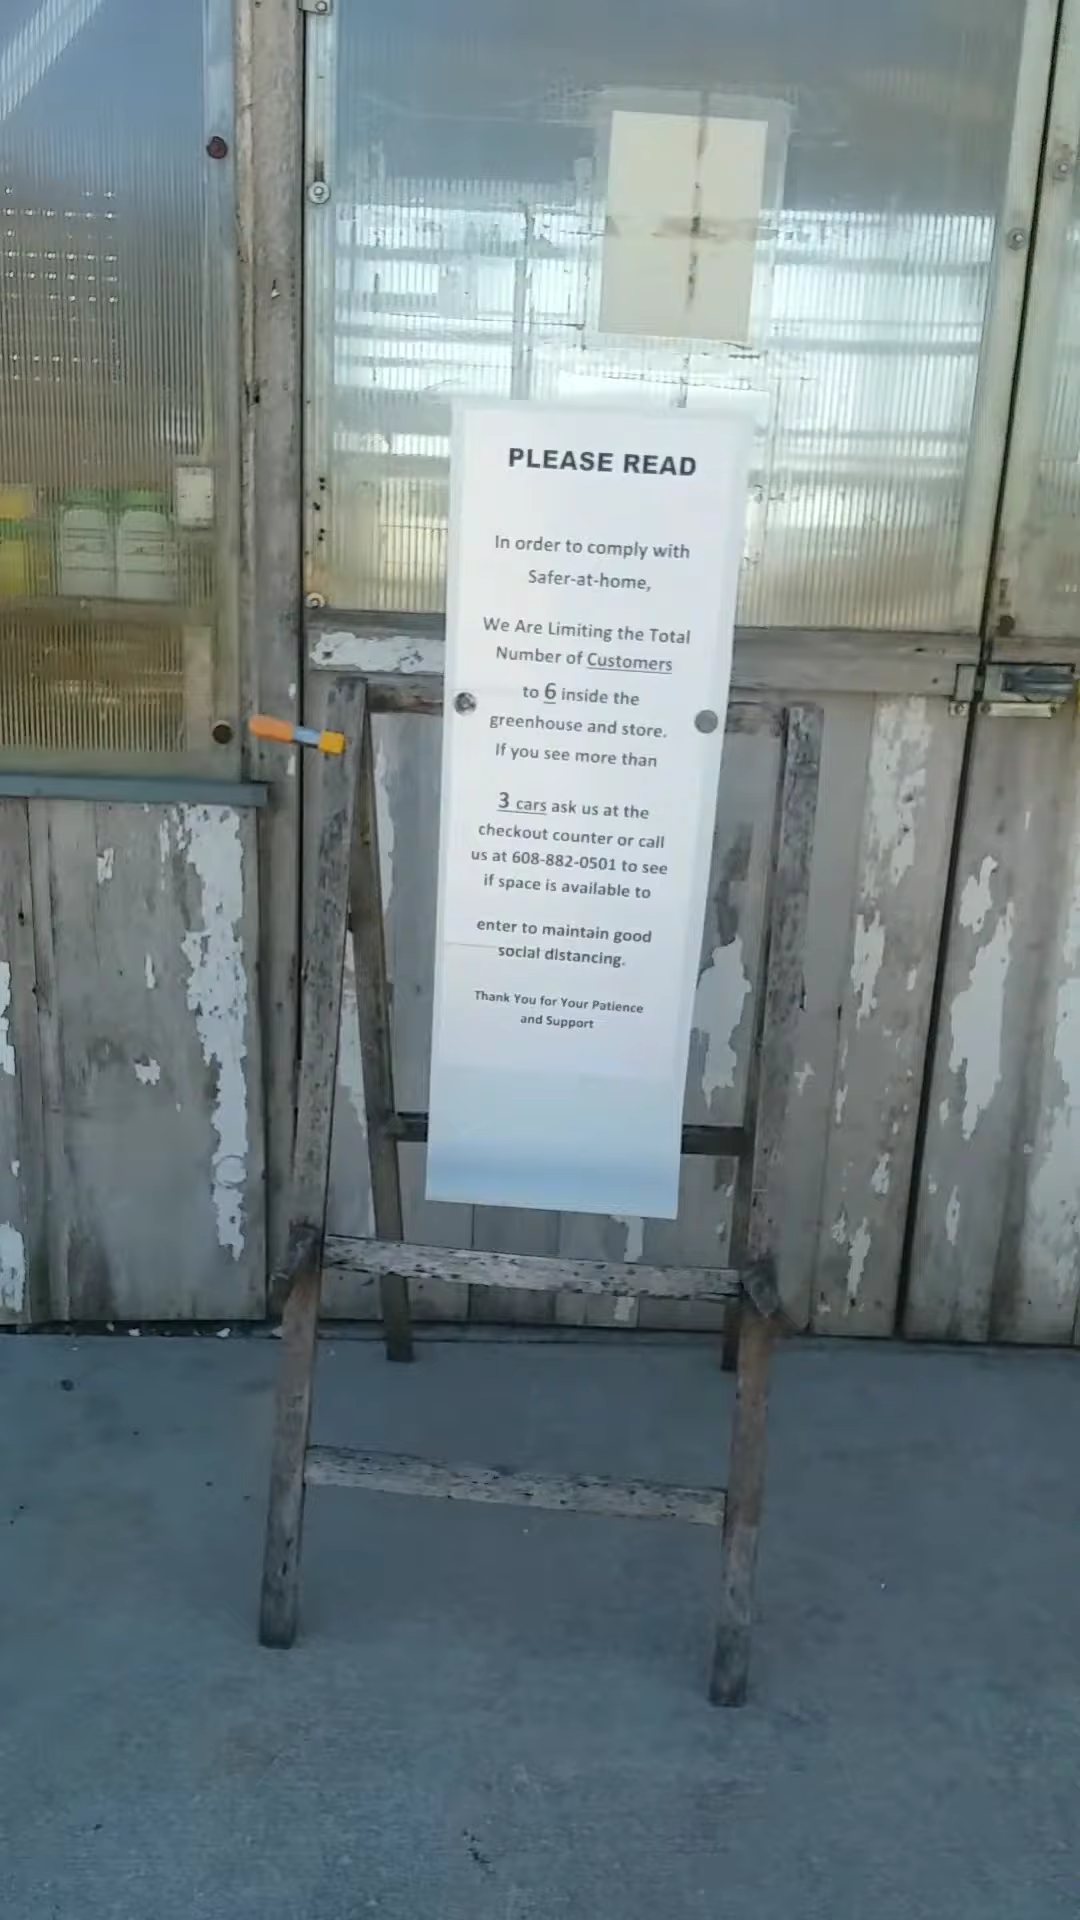 PLEASE READ
In order to comply with
Safer-at-home,
We Are Limiting the Total
Number of Customers
to 6 inside the
greenhouse and store.
If you see more than
3 cars ask us at the
checkout counter or call
us at 608-882-0501 to see
if space is available to
enter to maintain good
social distancing.
Thank You for Your Patience
and Support